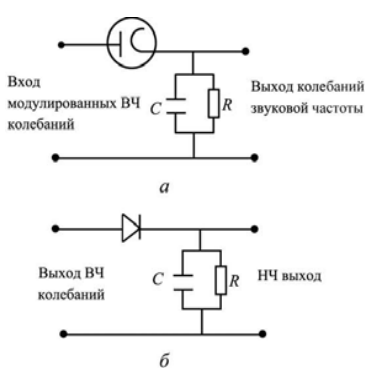 Вход
модулированных ВЧ
колебаний
C
R
Выход колебаний
звуковой частоты
а
Выход ВЧ
колебаний
C
R
НЧ выход
б